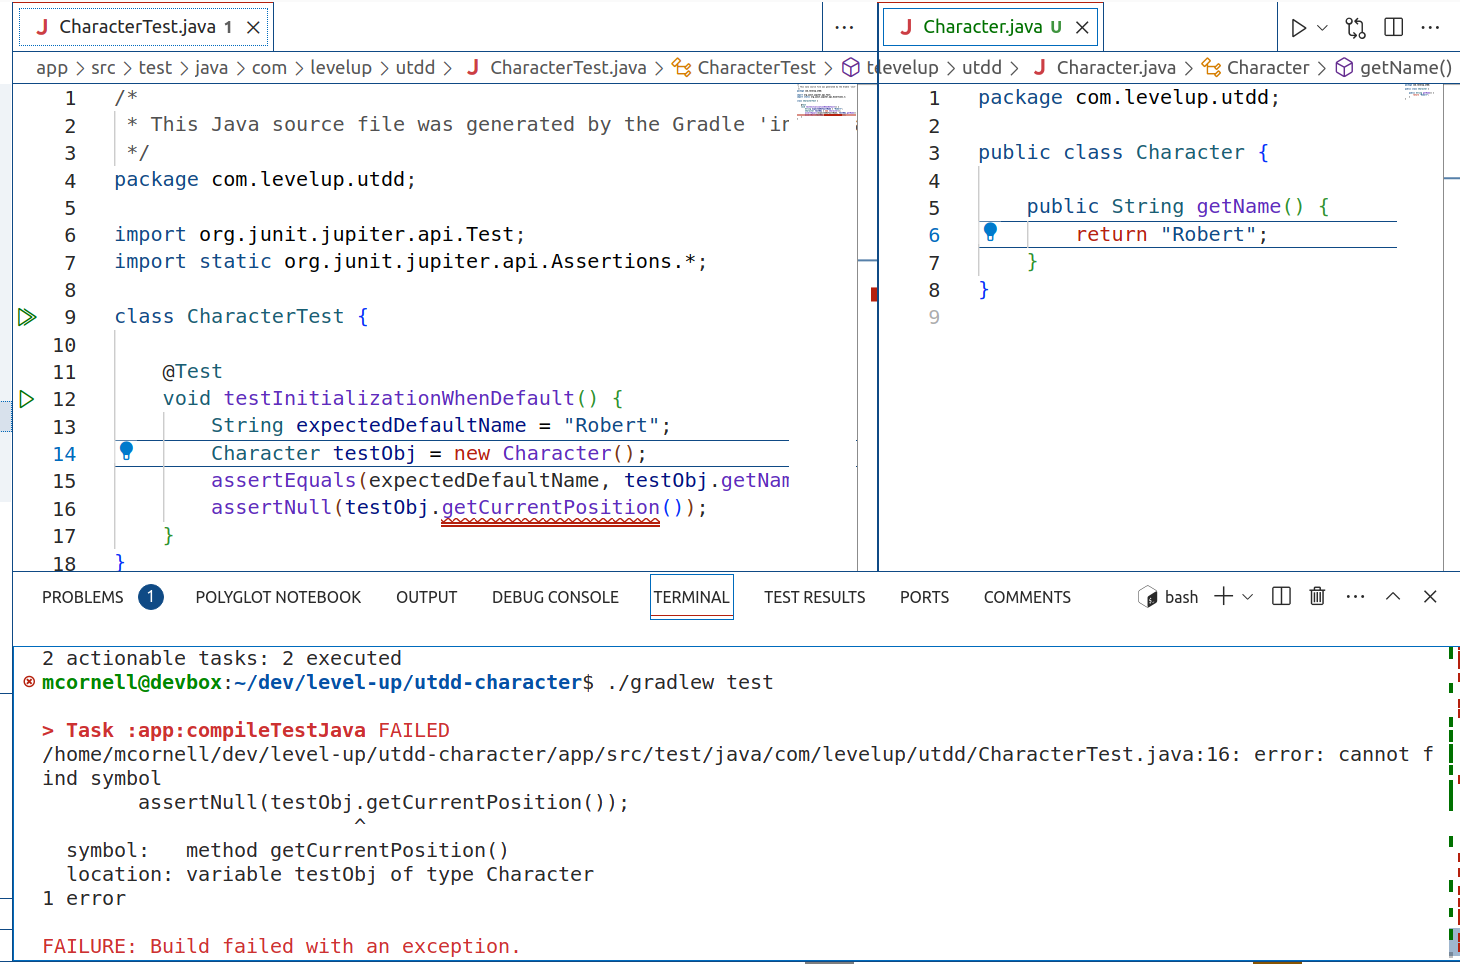 CharacterTest.java 1
Character.java U
app > src > test > java > com > levelup > utdd > CharacterTest.java > CharacterTest >
levelup > utdd > Character.java > Character > getName()
1 /*
2 * This Java source file was generated by the Gradle 'in
3 */
4 package com.levelup.utdd;
5
6 import org.junit.jupiter.api.Test;
7 import static org.junit.jupiter.api.Assertions.*;
8
9 class CharacterTest {
10
11 @Test
12 void testInitializationWhenDefault() {
13 String expectedDefaultName = "Robert";
14 Character testObj = new Character();
15 assertEquals(expectedDefaultName, testObj.getNam
16 assertNull(testObj.getCurrentPosition());
17 }
18 }
1 package com.levelup.utdd;
2
3 public class Character {
4
5 public String getName() {
6 return "Robert";
7 }
8 }
9
PROBLEMS 1 POLYGLOT NOTEBOOK OUTPUT DEBUG CONSOLE TERMINAL TEST RESULTS PORTS COMMENTS bash
2 actionable tasks: 2 executed
mcornell@devbox:~/dev/level-up/utdd-character$ ./gradlew test
> Task :app:compileTestJava FAILED
/home/mcornell/dev/level-up/utdd-character/app/src/test/java/com/levelup/utdd/CharacterTest.java:16: error: cannot f
ind symbol
assertNull(testObj.getCurrentPosition());
^
symbol: method getCurrentPosition()
location: variable testObj of type Character
1 error
FAILURE: Build failed with an exception.